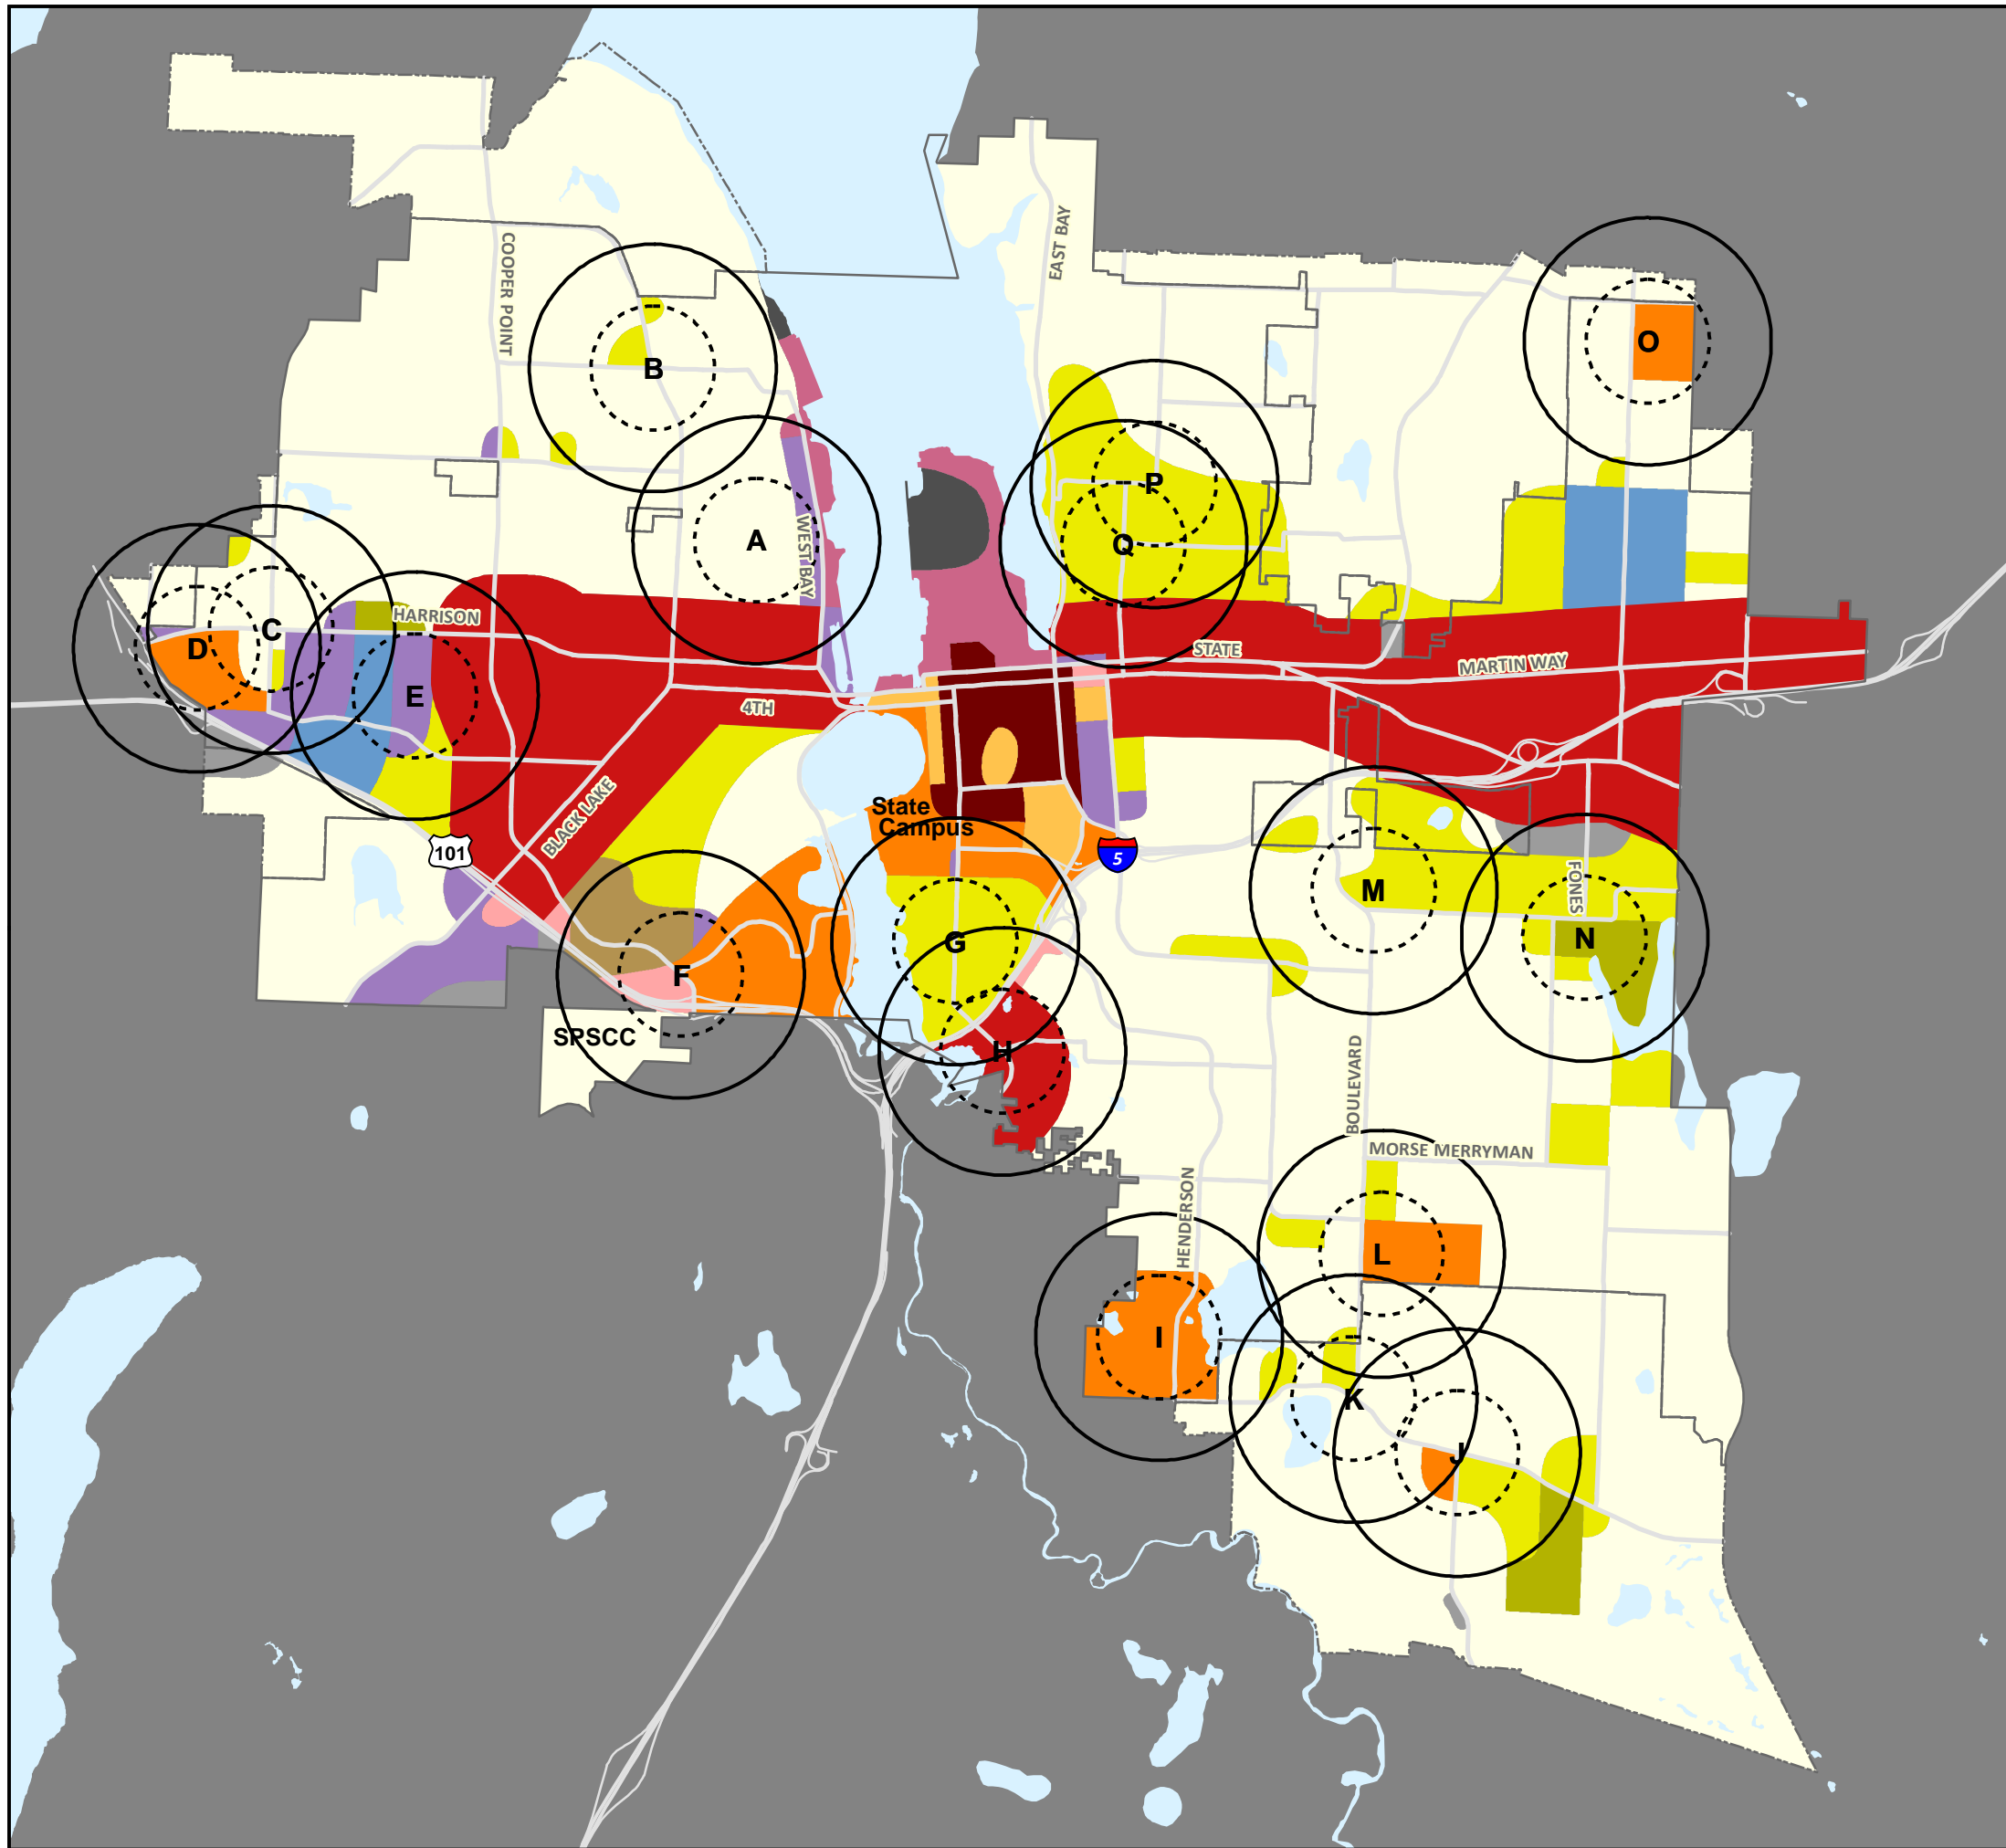 COOPER POINT
EAST BAY
O
B
P
A
WEST BAY
Q
HARRISON
C
D
E
STATE
MARTIN WAY
4TH
State
Campus
BLACK LAKE
101
5
FONES
M
N
G
F
SPSCC
H
BOULEVARD
MORSE MERRYMAN
HENDERSON
L
I
K
J